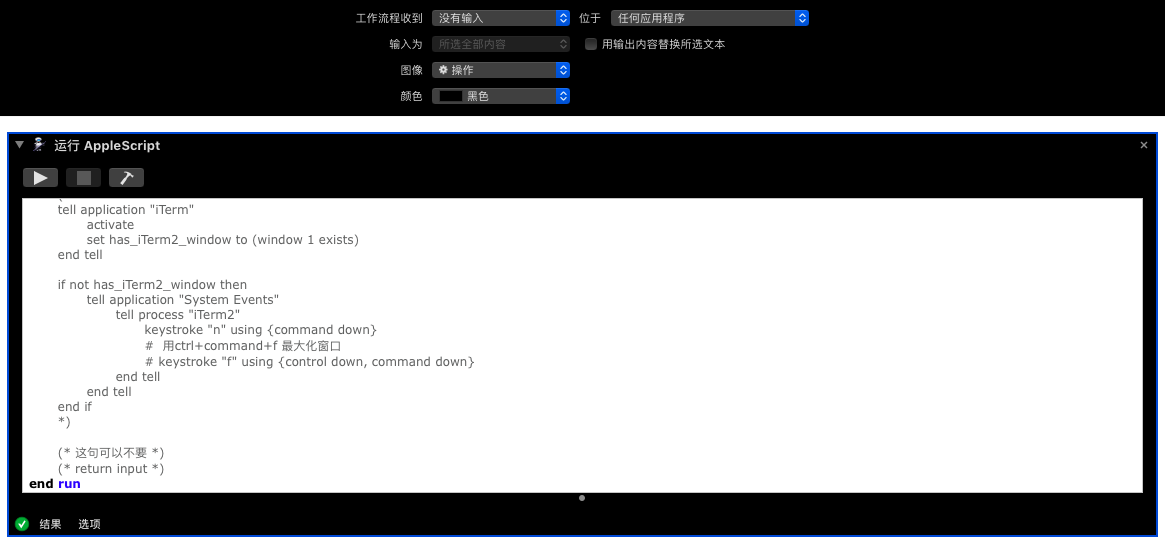 工作流程收到 没有输入 位于 任何应用程序
输入为 所选全部内容 用输出内容替换所选文本
图像 操作
颜色 黑色
运行 AppleScript
tell application "iTerm"
activate
set has_iTerm2_window to (window 1 exists)
end tell
if not has_iTerm2_window then
tell application "System Events"
tell process "iTerm2"
keystroke "n" using {command down}
# 用ctrl+command+f 最大化窗口
# keystroke "f" using {control down, command down}
end tell
end tell
end if
*)
(* 这句可以不要 *)
(* return input *)
end run
结果 选项